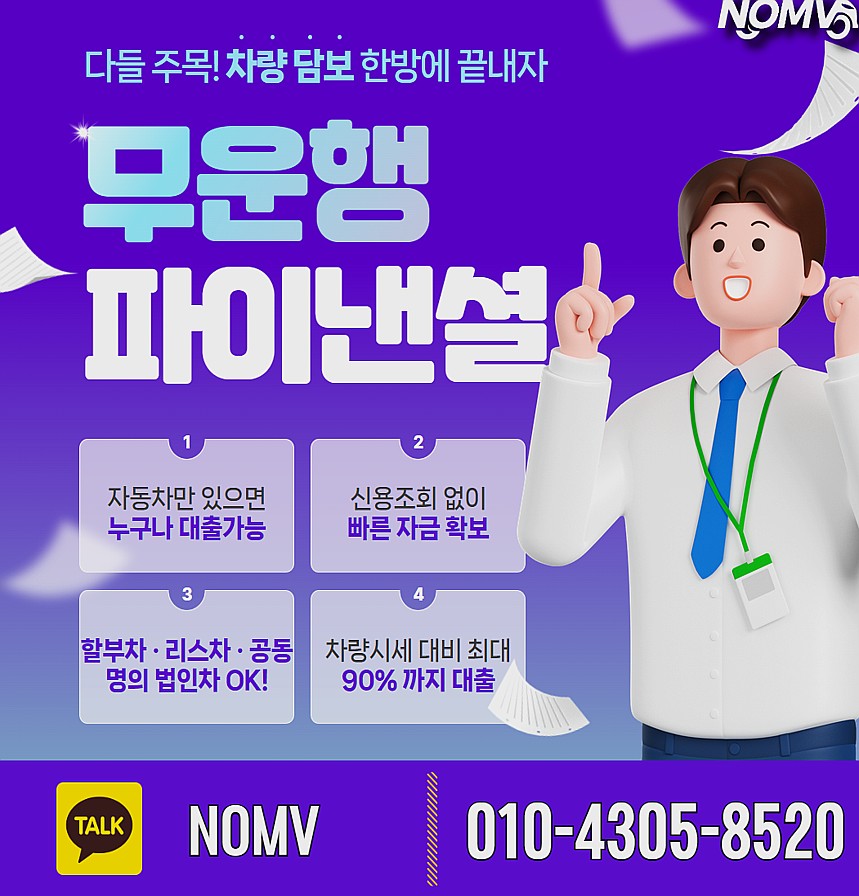 NOMV
다들 주목! 차량 담보 한방에 끝내자
무운행
파이낸셜
1
자동차만 있으면
누구나 대출가능
2
신용조회 없이
빠른 자금 확보
3
할부차 · 리스차 · 공동
명의 법인차 OK!
4
차량시세 대비 최대
90% 까지 대출
TALK
NOMV
010-4305-8520